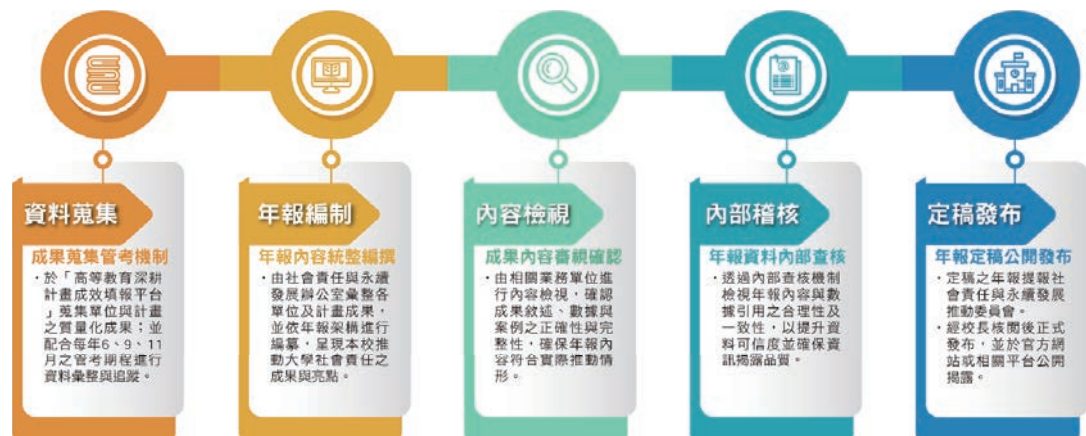 資料蒐集
成果蒐集管考機制
・於「高等教育深耕
計畫成效填報平台
」蒐集單位與計畫
之質量化成果；並
配合每年6、9、11
月之管考期程進行
資料彙整與追蹤。
年報編制
年報內容統整編撰
・由社會責任與永續
發展辦公室彙整各
單位及計畫成果，
並依年報架構進行
編纂，呈現本校推
動大學社會責任之
成果與亮點。
內容檢視
成果內容審視確認
・由相關業務單位進
行內容檢視，確認
成果敘述、數據與
案例之正確性與完
整性，確保年報內
容符合實際推動情
形。
內部稽核
年報資料內部查核
・透過內部查核機制
檢視年報內容與數
據引用之合理性及
一致性，以提升資
料可信度並確保資
訊揭露品質。
定稿發布
年報定稿公開發布
・定稿之年報提報社
會責任與永續發展
推動委員會。
・經校長核閱後正式
發布，並於官方網
站或相關平台公開
揭露。